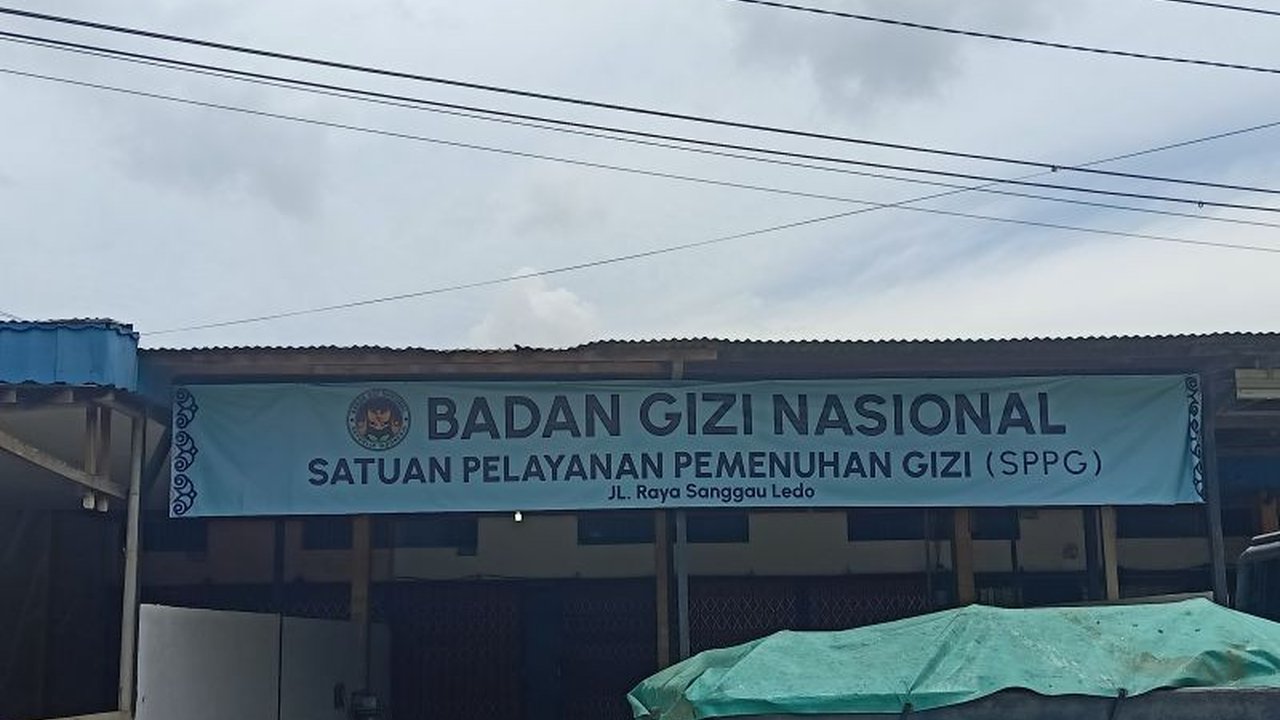 BADAN GIZI NASIONAL
SATUAN PELAYANAN PEMENUHAN GIZI (SPPG)
JL. Raya Sanggau Ledo